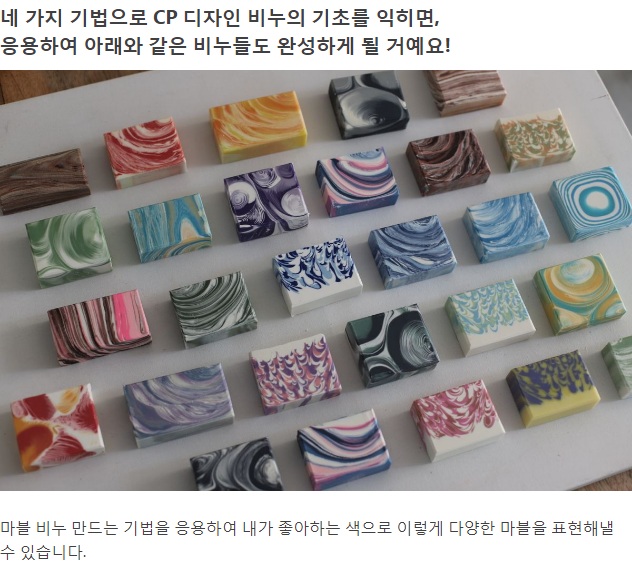 네 가지 기법으로 CP 디자인 비누의 기초를 익히면,
응용하여 아래와 같은 비누들도 완성하게 될 거예요!
마블 비누 만드는 기법을 응용하여 내가 좋아하는 색으로 이렇게 다양한 마블을 표현해낼
수 있습니다.